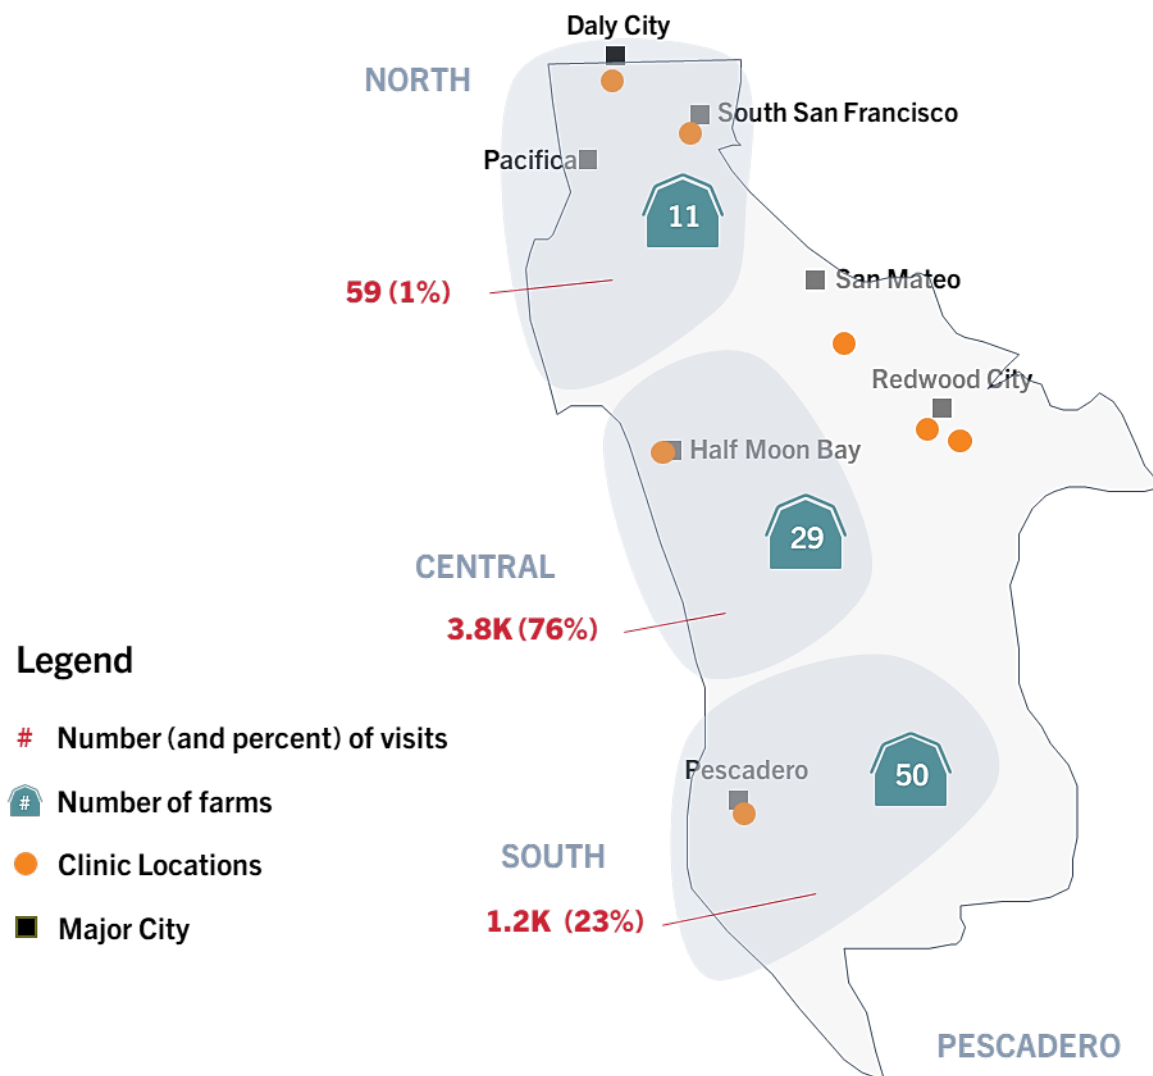 Daly City
NORTH
South San Francisco
Pacifica
11
San Mateo
59 (1%)
Redwood City
Half Moon Bay
29
CENTRAL
3.8K (76%)
Legend
# Number (and percent) of visits
Pescadero
50
# Number of farms
SOUTH
Clinic Locations
1.2K (23%)
Major City
PESCADERO